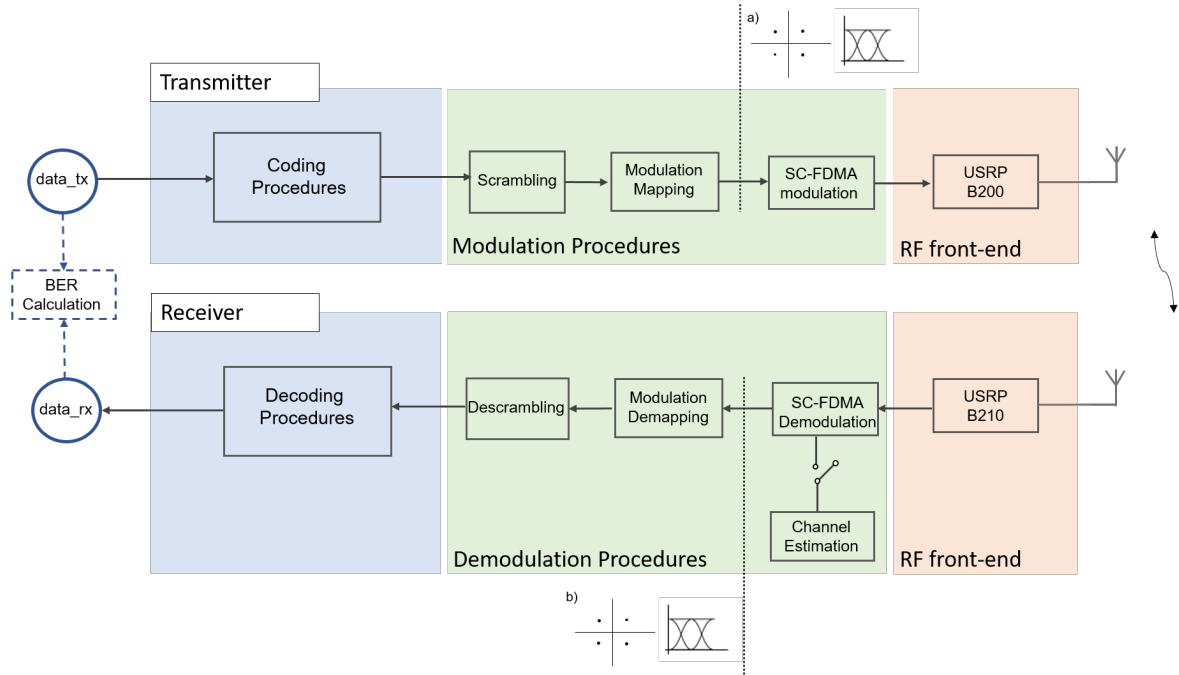 a)
Transmitter
data_tx
Coding
Procedures
Scrambling
Modulation
Mapping
SC-FDMA
modulation
USRP
B200
Modulation Procedures
RF front-end
BER
Calculation
Receiver
data_rx
Decoding
Procedures
Descrambling
Modulation
Demapping
SC-FDMA
Demodulation
USRP
B210
Channel
Estimation
Demodulation Procedures
RF front-end
b)